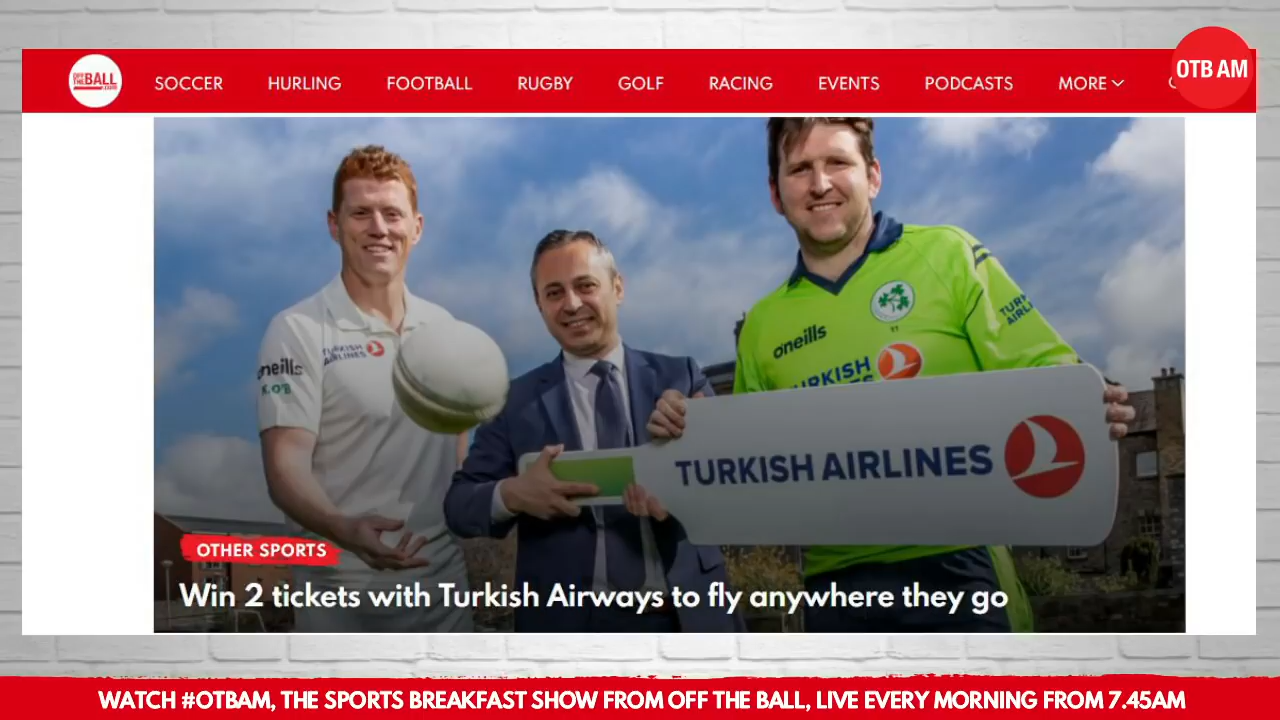 OFF THE BALL .COM
SOCCER HURLING FOOTBALL RUGBY GOLF RACING EVENTS PODCASTS MORE
OTB AM
oneills
K.O'B
TURKISH AIRLINES
oneills
TURKISH
TURKISH AIRLINES
OTHER SPORTS
Win 2 tickets with Turkish Airways to fly anywhere they go
WATCH #OTBAM, THE SPORTS BREAKFAST SHOW FROM OFF THE BALL, LIVE EVERY MORNING FROM 7.45AM